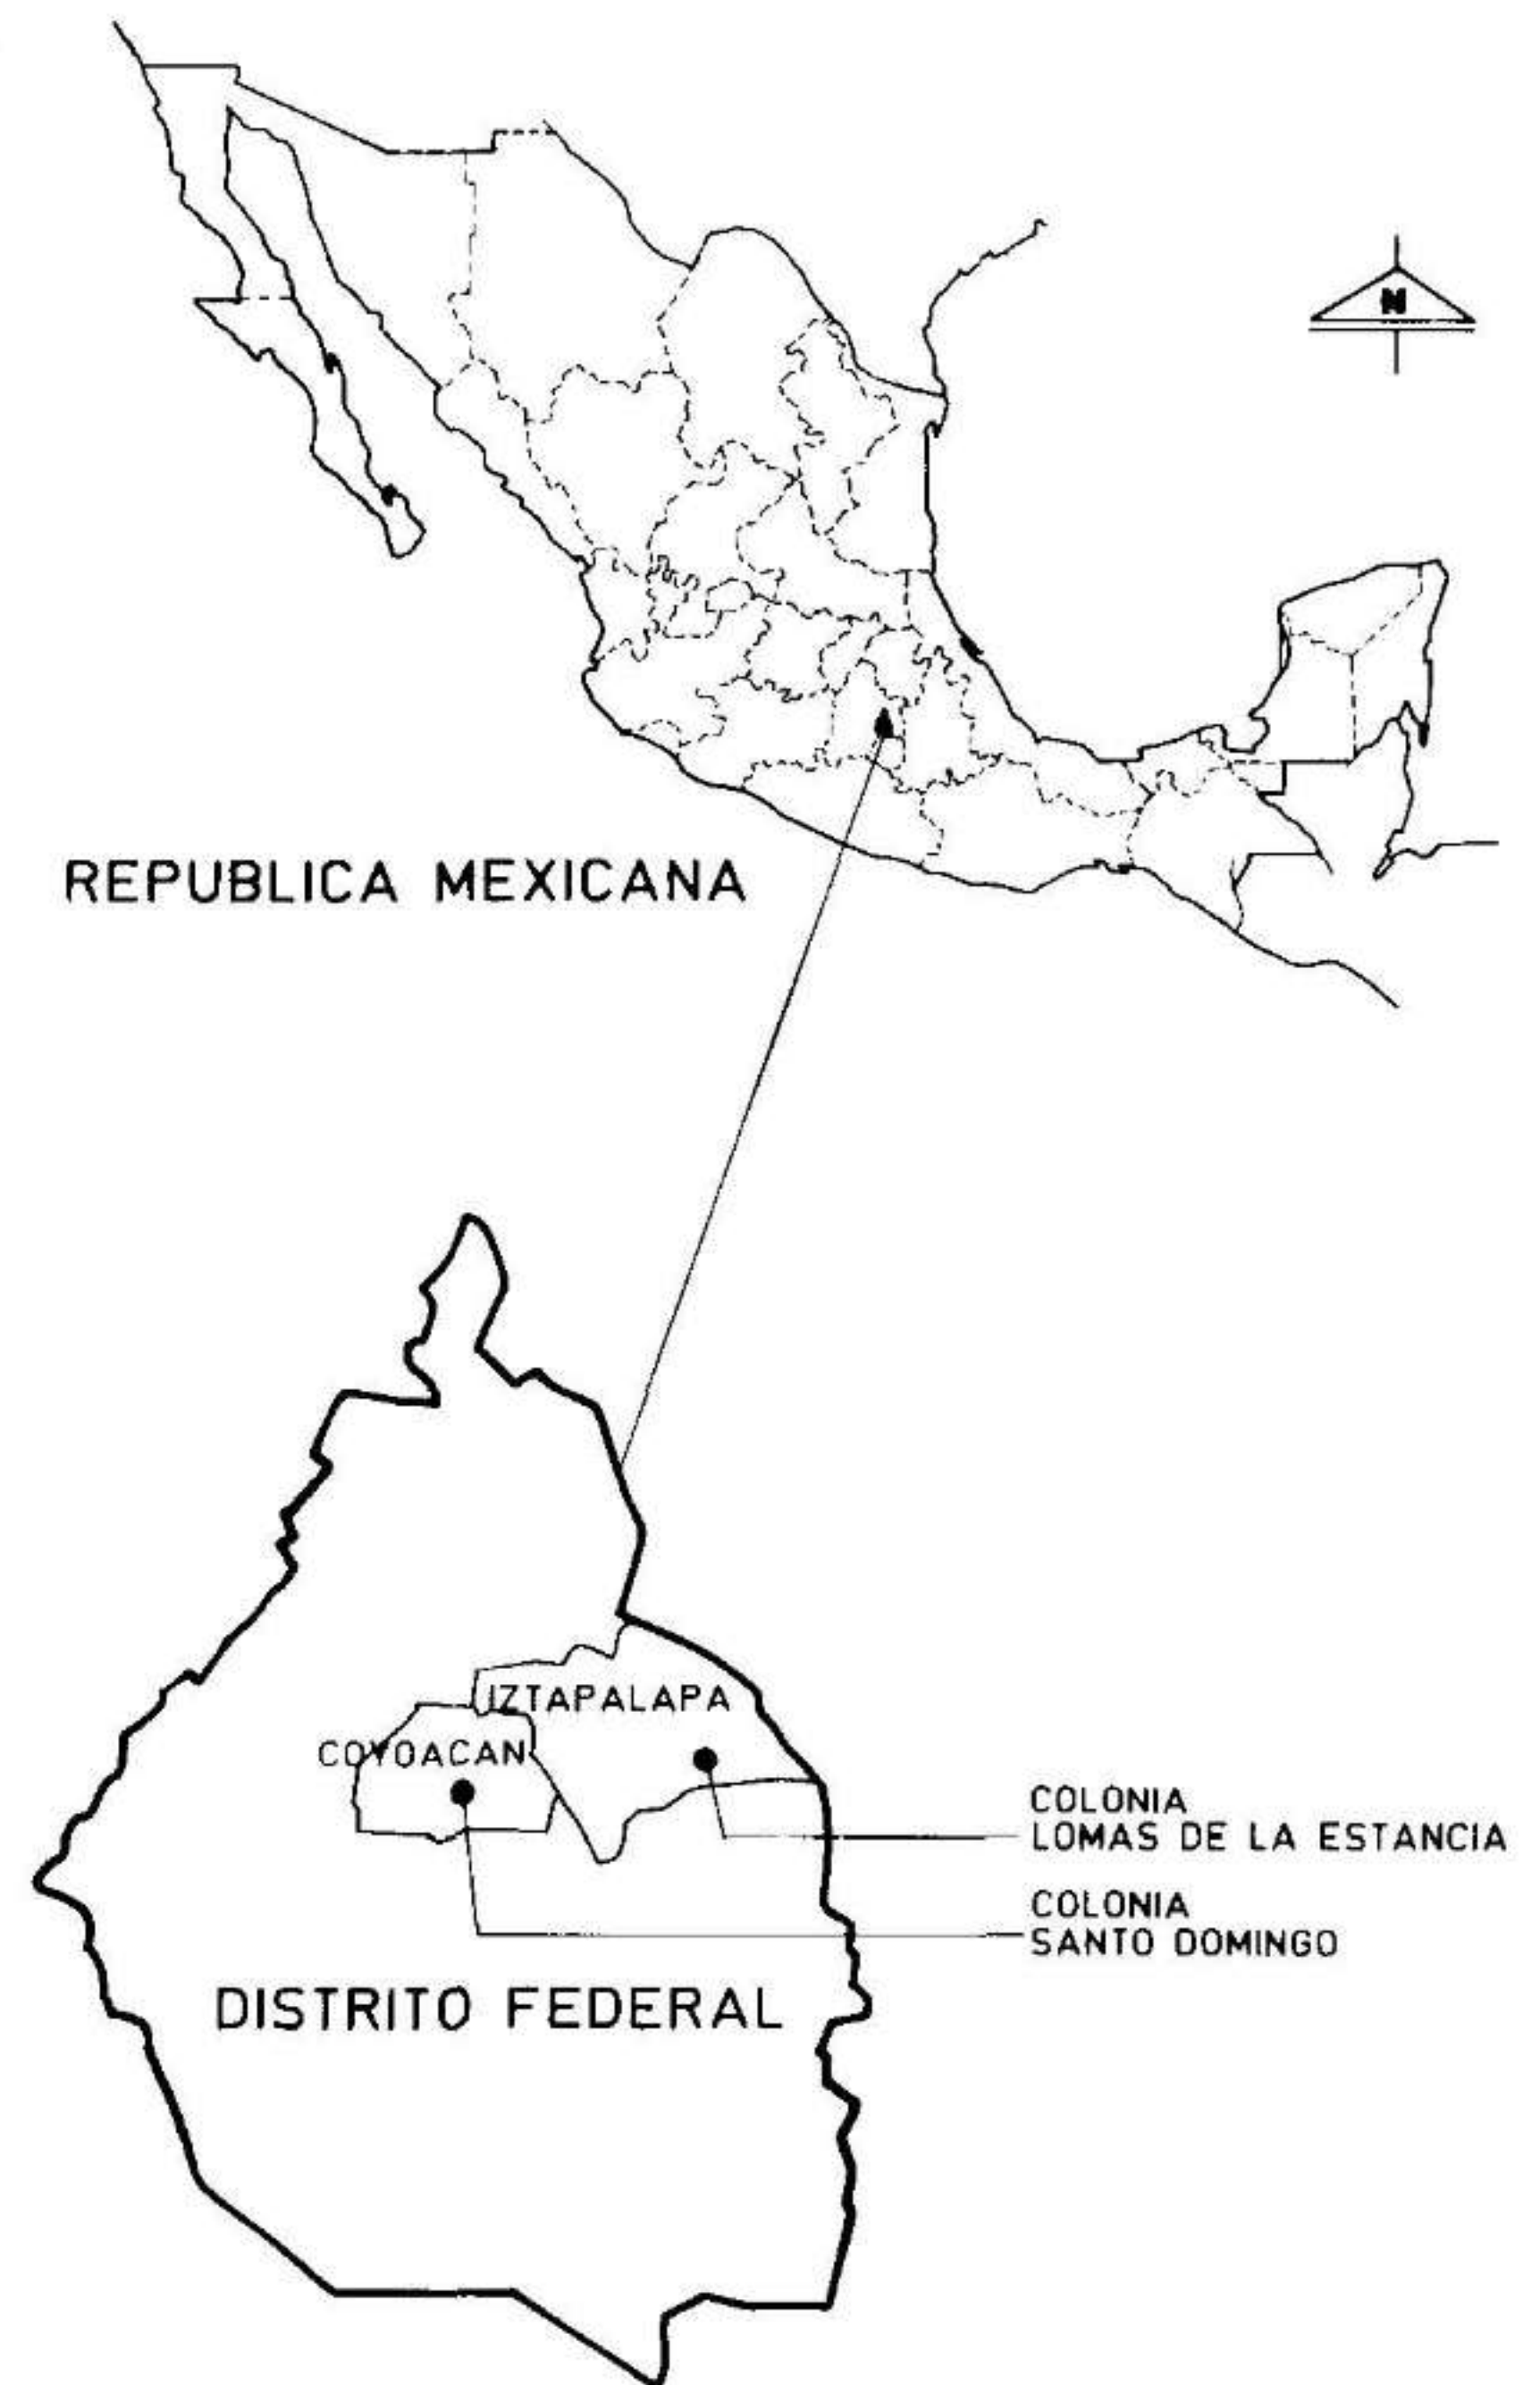 N
REPUBLICA MEXICANA
IZTAPALAPA
COYOACAN
COLONIA
LOMAS DE LA ESTANCIA
COLONIA
SANTO DOMINGO
DISTRITO FEDERAL